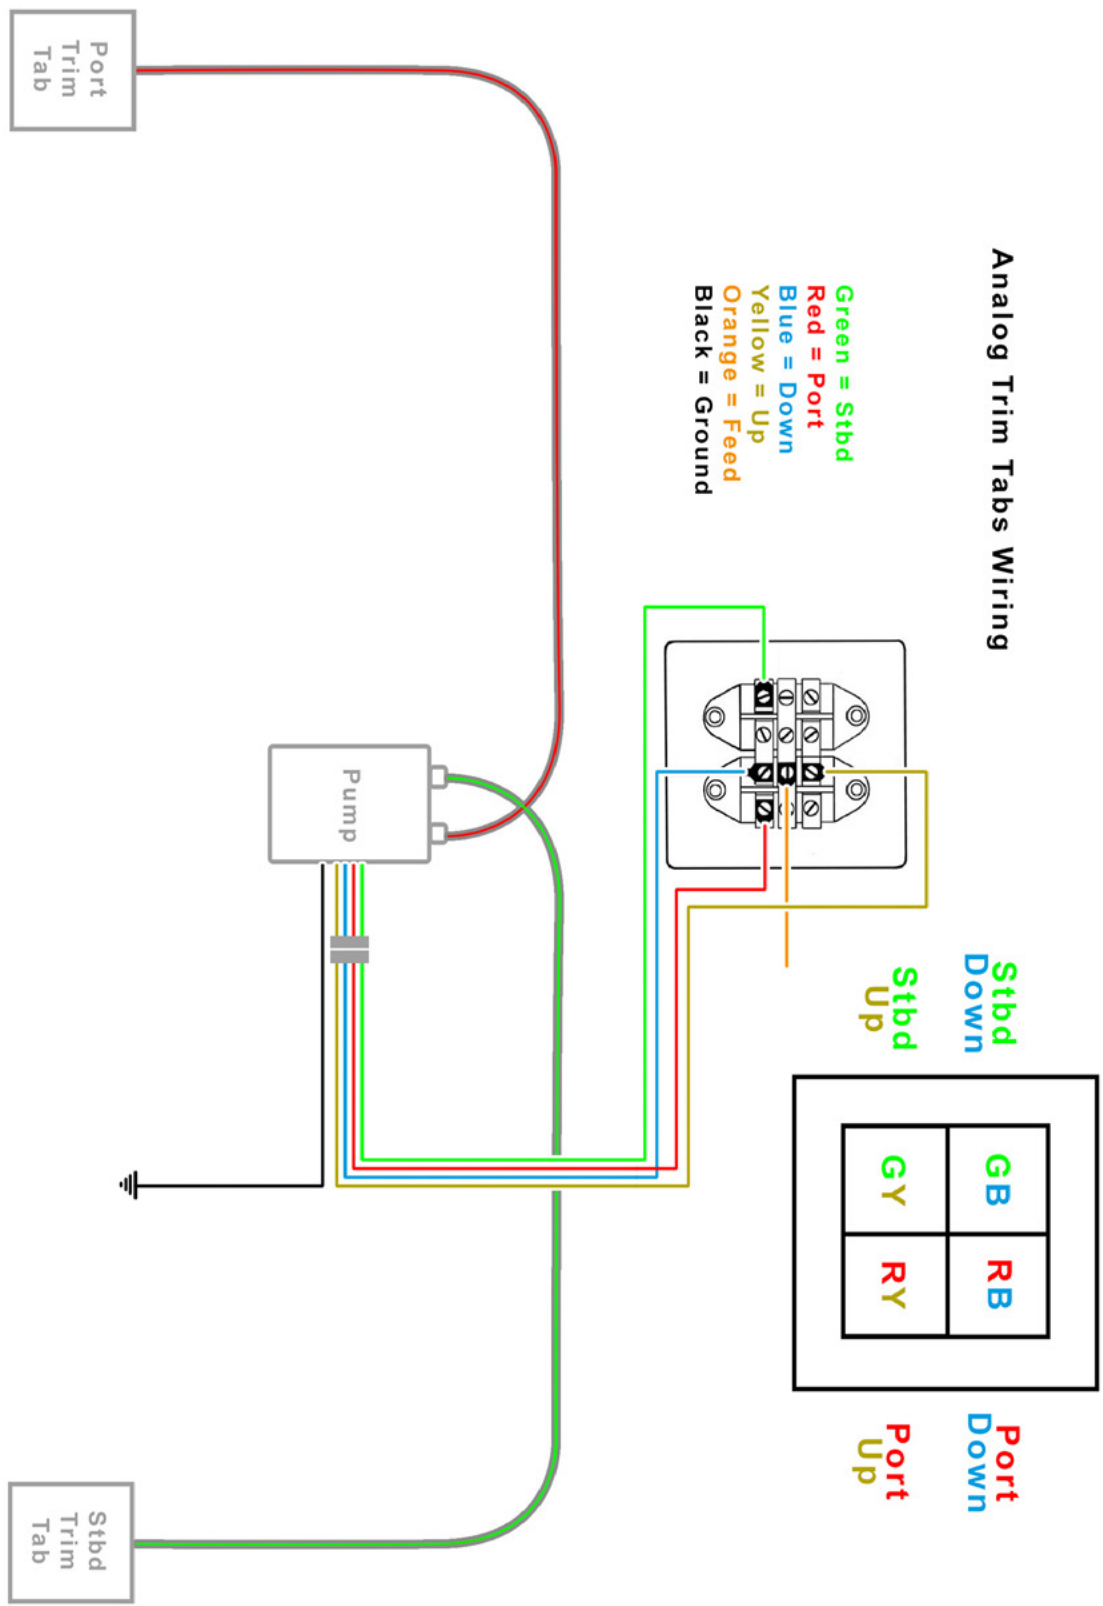 Analog Trim Tabs Wiring
Green = Stbd
Red = Port
Blue = Down
Yellow = Up
Orange = Feed
Black = Ground
Stbd
Down
Stbd
Up
GB
RB
GY
RY
Port
Down
Port
Up
Port
Trim
Tab
Pump
Stbd
Trim
Tab